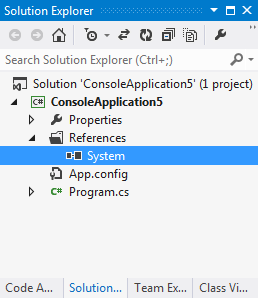 Solution Explorer
Search Solution Explorer (Ctrl+;)
Solution 'ConsoleApplication5' (1 project)
C# ConsoleApplication5
Properties
References
System
App.config
C# Program.cs
Code A... Solution... Team Ex... Class Vi...